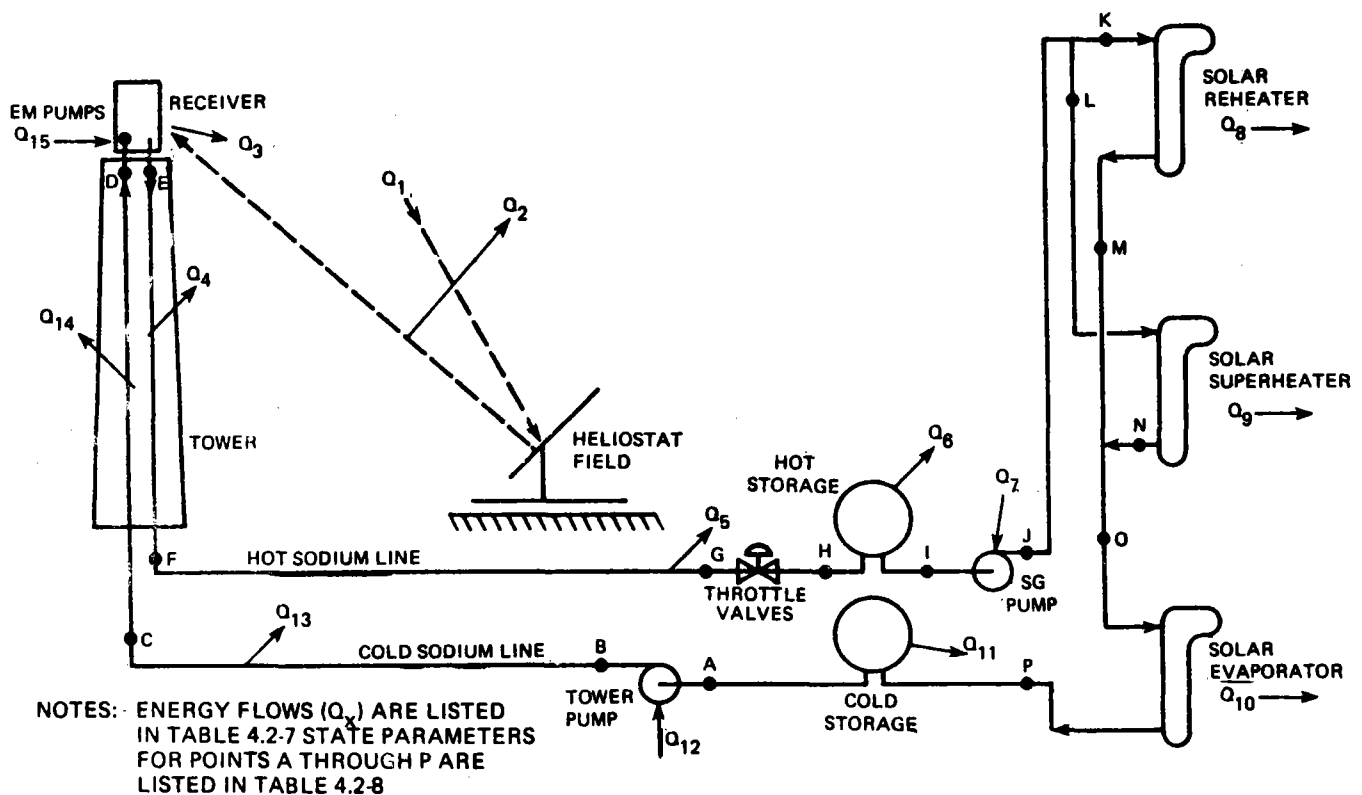 K
SOLAR
REHEATER
Q8
L
RECEIVER
EM PUMPS
Q15
Q3
D
E
Q1
Q2
Q4
Q14
M
SOLAR
SUPERHEATER
Q9
N
TOWER
HELIOSTAT
FIELD
HOT
STORAGE
Q6
Q7
J
O
Q5
F
HOT SODIUM LINE
G
H
I
THROTTLE
VALVES
SG
PUMP
C
Q13
COLD SODIUM LINE
B
A
Q11
P
SOLAR
EVAPORATOR
Q10
TOWER
PUMP
COLD
STORAGE
Q12
NOTES: ENERGY FLOWS (Qx) ARE LISTED
IN TABLE 4.2-7 STATE PARAMETERS
FOR POINTS A THROUGH P ARE
LISTED IN TABLE 4.2-8